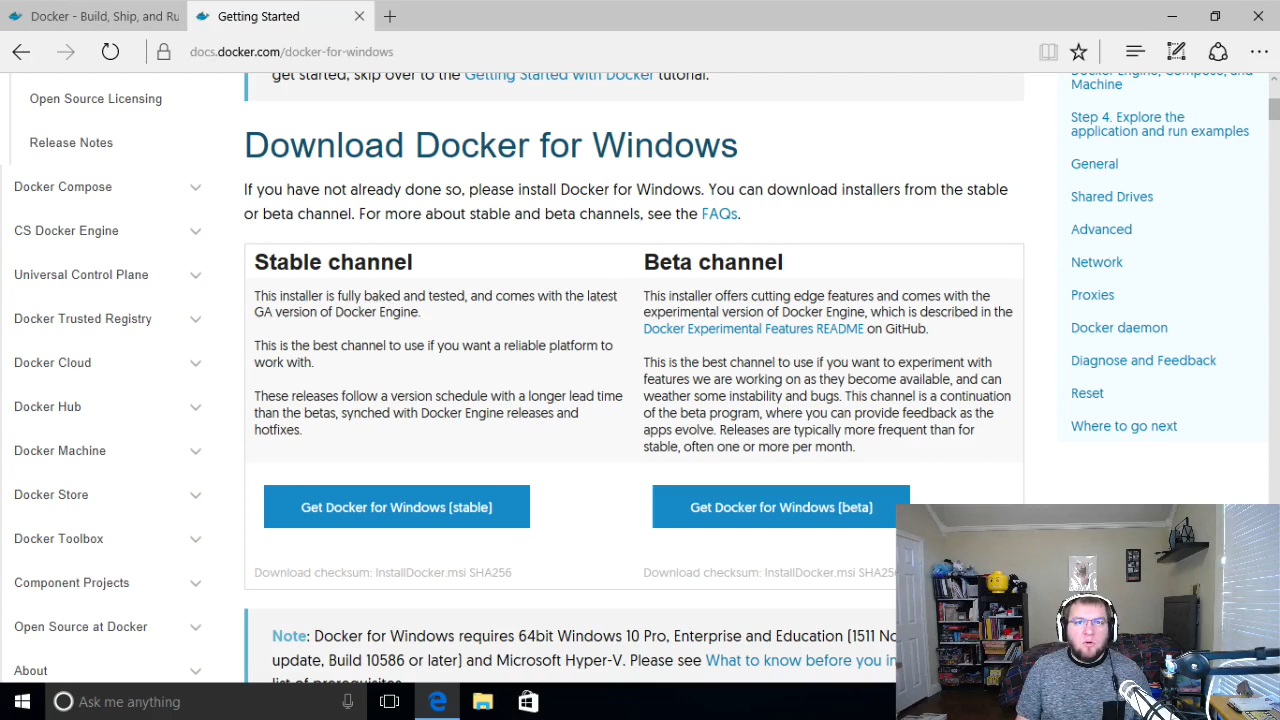 Docker - Build, Ship, and Ru
Getting Started
docs.docker.com/docker-for-windows
Open Source Licensing
Release Notes
Docker Compose
CS Docker Engine
Universal Control Plane
Docker Trusted Registry
Docker Cloud
Docker Hub
Docker Machine
Docker Store
Docker Toolbox
Component Projects
Open Source at Docker
About
get started, skip over to the Getting Started with Docker tutorial.
Download Docker for Windows
If you have not already done so, please install Docker for Windows. You can download installers from the stable
or beta channel. For more about stable and beta channels, see the FAQs.
Stable channel
This installer is fully baked and tested, and comes with the latest
GA version of Docker Engine.
This is the best channel to use if you want a reliable platform to
work with.
These releases follow a version schedule with a longer lead time
than the betas, synched with Docker Engine releases and
hotfixes.
Get Docker for Windows (stable)
Download checksum: InstallDocker.msi SHA256
Beta channel
This installer offers cutting edge features and comes with the
experimental version of Docker Engine, which is described in the
Docker Experimental Features README on GitHub.
This is the best channel to use if you want to experiment with
features we are working on as they become available, and can
weather some instability and bugs. This channel is a continuation
of the beta program, where you can provide feedback as the
apps evolve. Releases are typically more frequent than for
stable, often one or more per month.
Get Docker for Windows (beta)
Download checksum: InstallDocker.msi SHA256
Note: Docker for Windows requires 64bit Windows 10 Pro, Enterprise and Education (1511 No
update, Build 10586 or later) and Microsoft Hyper-V. Please see What to know before you in
list of prerequisites
Docker Engine, Compose, and
Machine
Step 4. Explore the
application and run examples
General
Shared Drives
Advanced
Network
Proxies
Docker daemon
Diagnose and Feedback
Reset
Where to go next
Ask me anything